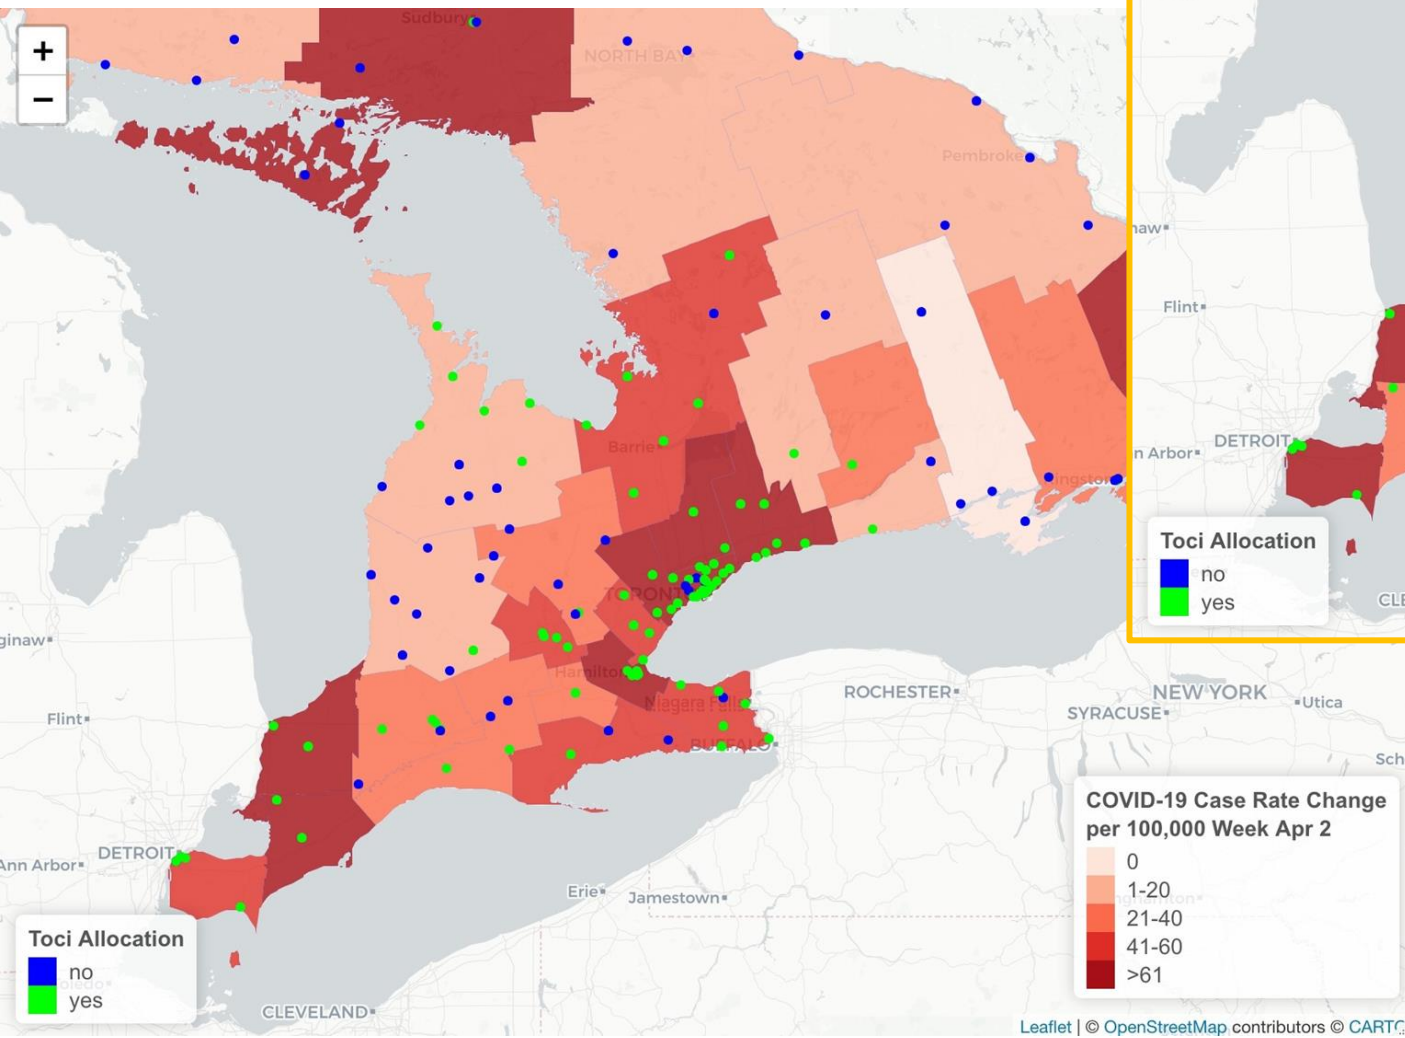 +
−
Sudbury
NORTH BAY
Pembroke
Barrie
TORONT
Hamilton
Niagara Falls
BUFFALO
ingston
ginaw
Flint
Ann Arbor
DETROIT
Erie
Jamestown
CLEVELAND
ROCHESTER
SYRACUSE
NEW YORK
Utica
Sch
Toci Allocation
no
yes
naw
Flint
DETROIT
n Arbor
CLE
Toci Allocation
no
yes
COVID-19 Case Rate Change
per 100,000 Week Apr 2
0
1-20
21-40
41-60
>61
Leaflet | © OpenStreetMap contributors © CARTO